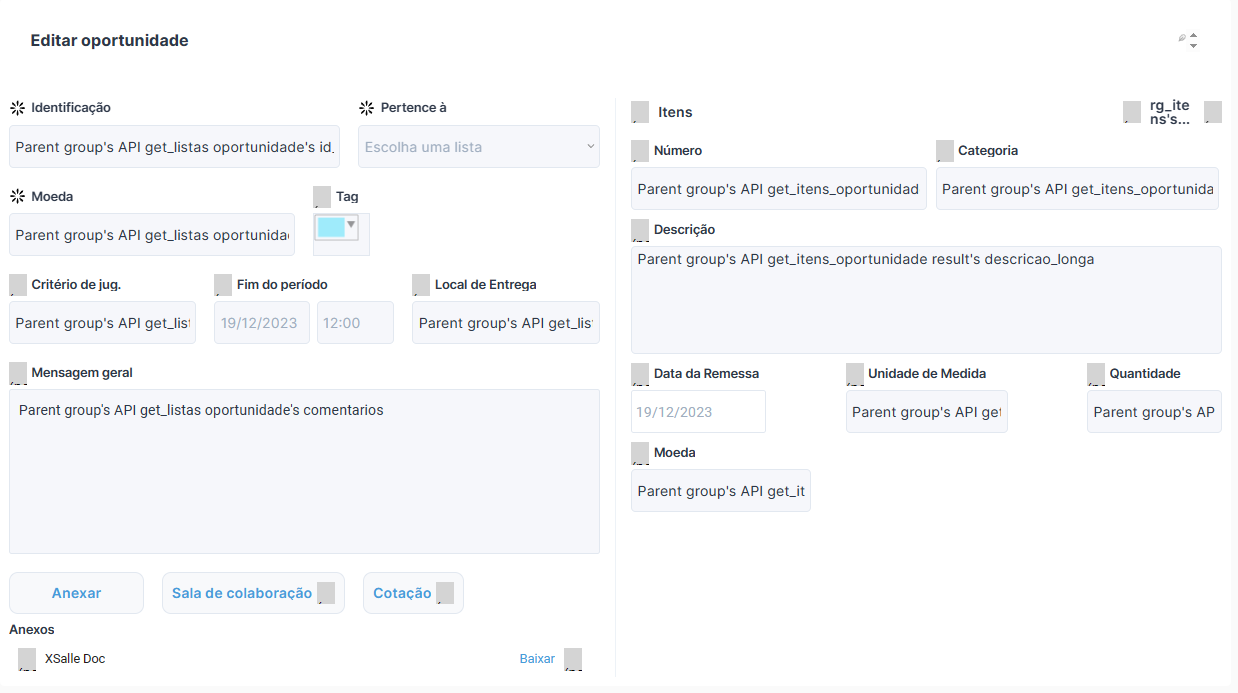 Editar oportunidade
Identificação
Pertence à
Parent group's API get_listas oportunidade's id_
Escolha uma lista
Moeda
Tag
Parent group's API get_listas oportunida
Critério de jug.
Fim do período
Local de Entrega
Parent group's API get_list
19/12/2023
12:00
Parent group's API get_lis
Mensagem geral
Parent group's API get_listas oportunidade's comentarios
Anexar
Sala de colaboração
Cotação
Anexos
XSalle Doc
Baixar
Itens
rg_ite
ns's...
Número
Categoria
Parent group's API get_itens_oportunidad
Parent group's API get_itens_oportunida
Descrição
Parent group's API get_itens_oportunidade result's descricao_longa
Data da Remessa
Unidade de Medida
Quantidade
19/12/2023
Parent group's API get
Parent group's AP
Moeda
Parent group's API get_it